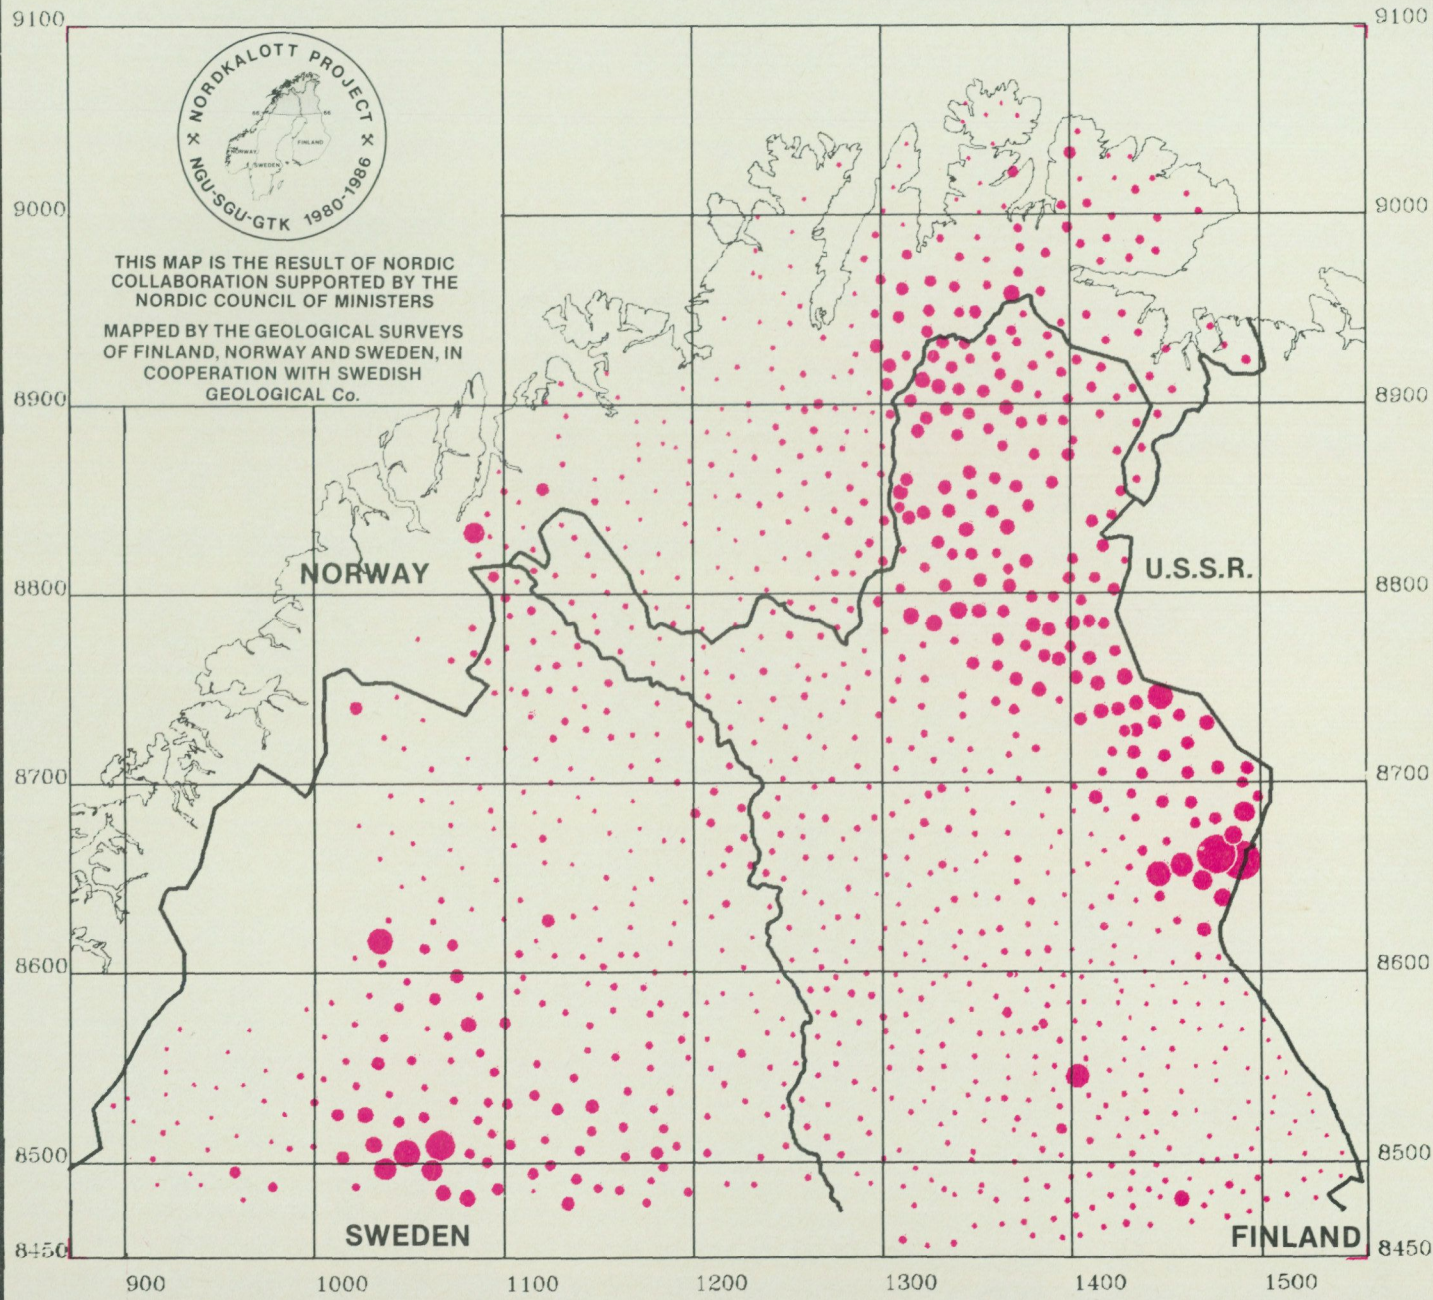 9100
9100
NORDKALOTT PROJECT
NGU-SGU-GTK 1980-1986
66
66
NORWAY
SWEDEN
FINLAND
9000
9000
THIS MAP IS THE RESULT OF NORDIC
COLLABORATION SUPPORTED BY THE
NORDIC COUNCIL OF MINISTERS
MAPPED BY THE GEOLOGICAL SURVEYS
OF FINLAND, NORWAY AND SWEDEN, IN
COOPERATION WITH SWEDISH
GEOLOGICAL Co.
8900
8900
NORWAY
U.S.S.R.
8800
8800
8700
8700
8600
8600
8500
8500
SWEDEN
FINLAND
8450
8450
900
1000
1100
1200
1300
1400
1500